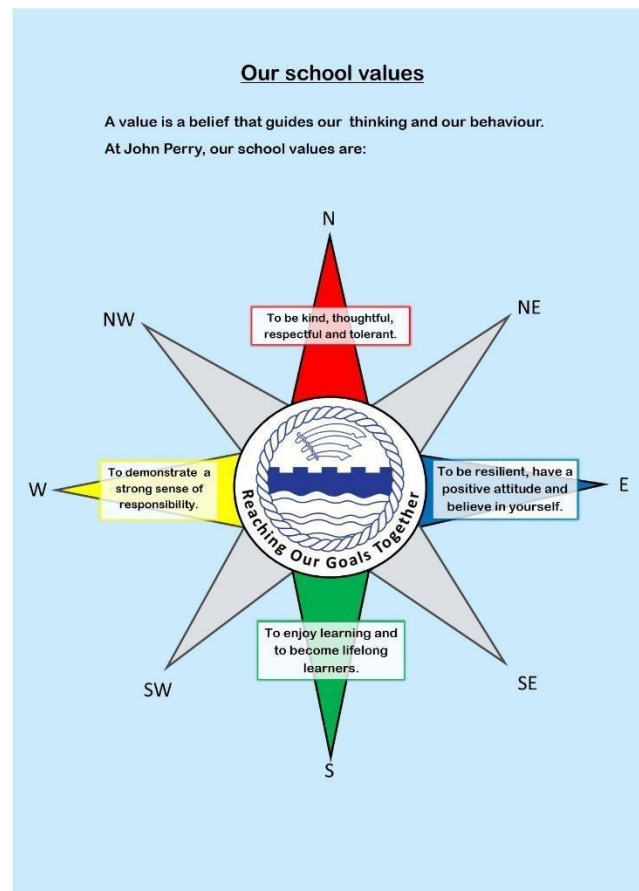 Our school values
A value is a belief that guides our thinking and our behaviour.
At John Perry, our school values are:
N
NW
NE
To be kind, thoughtful,
respectful and tolerant.
W
To demonstrate a
strong sense of
responsibility.
To be resilient, have a
positive attitude and
believe in yourself.
E
Reaching Our Goals Together
To enjoy learning and
to become lifelong
learners.
SW
SE
S